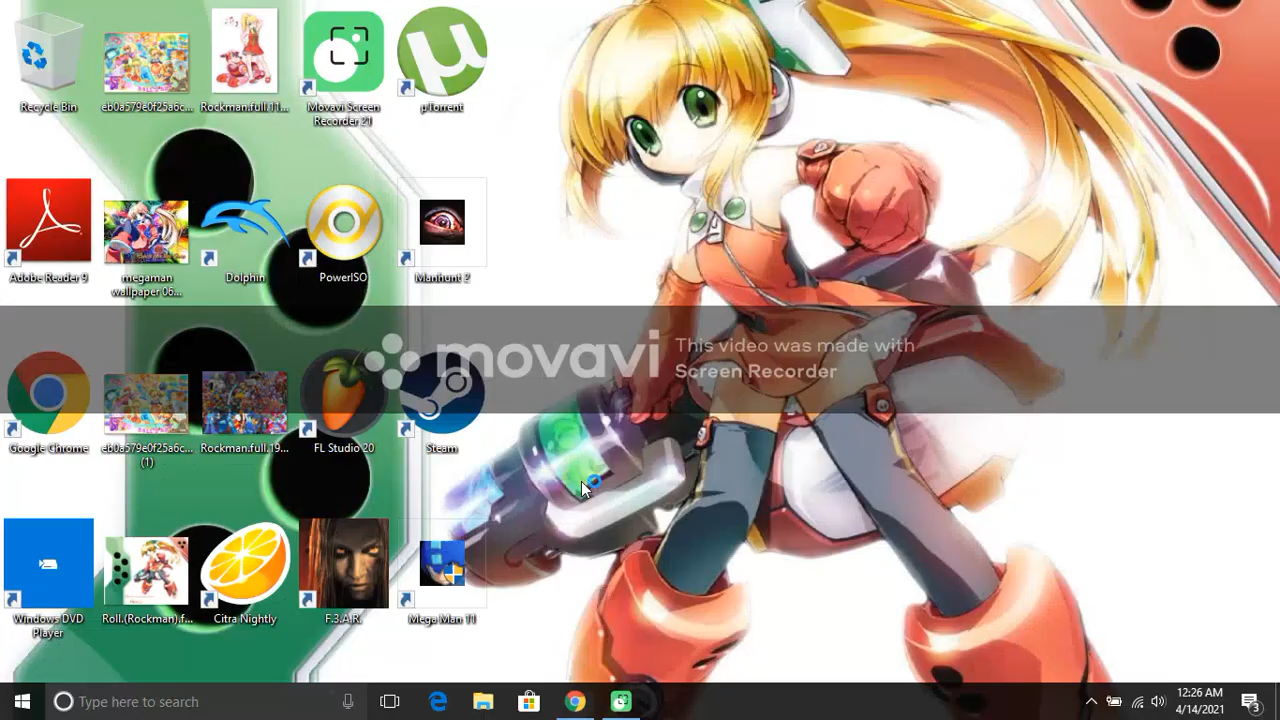 Recycle Bin
eb0a579e0f25a6c...
Rockman.full.11...
Movavi Screen
Recorder 21
µTorrent
Adobe Reader 9
megaman
wallpaper 06...
Dolphin
PowerISO
Manhunt 2
movavi
This video was made with
Screen Recorder
Google Chrome
eb0a579e0f25a6c...
(1)
Rockman.full.19...
FL Studio 20
Steam
Windows DVD
Player
Roll.(Rockman).f...
Citra Nightly
F.3.A.R.
Mega Man 11
Type here to search
12:26 AM
4/14/2021
3